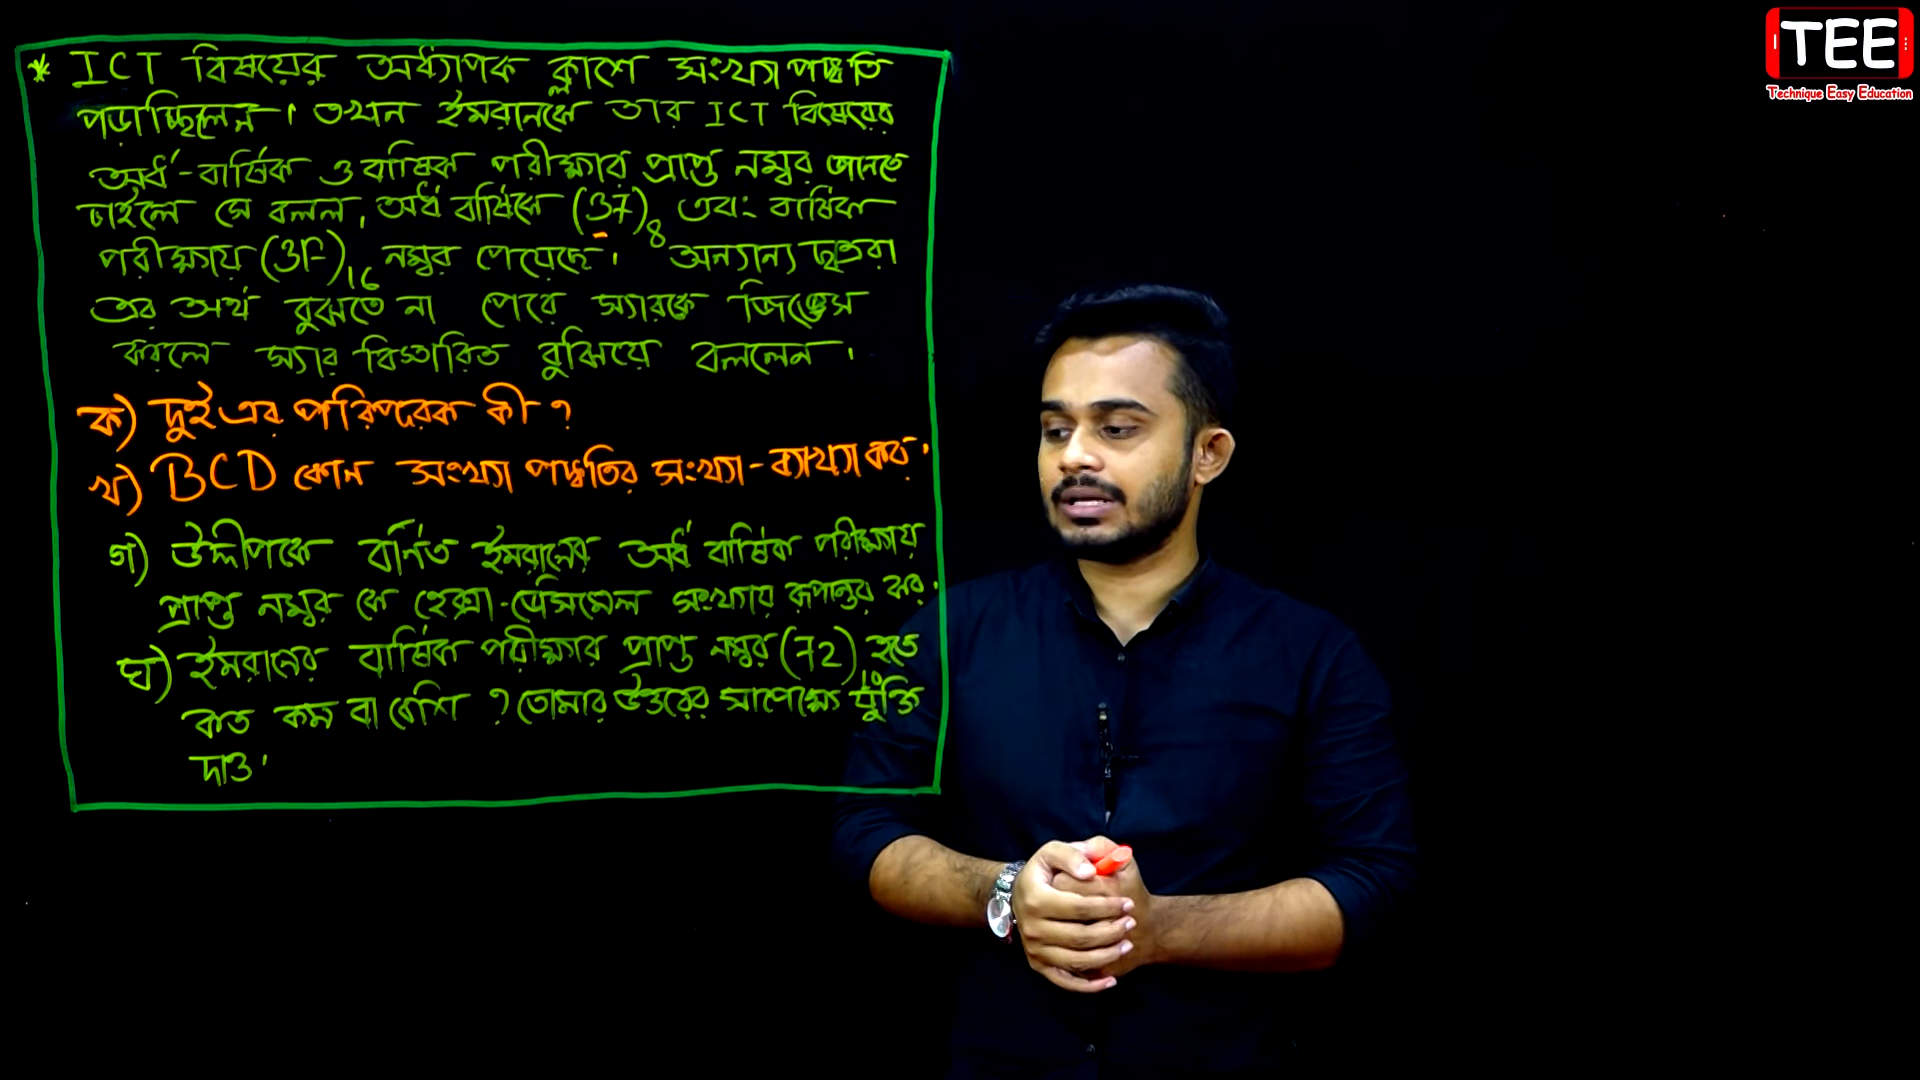 * ICT বিষয়ের অধ্যাপক ক্লাশে সংখ্যা পদ্ধতি
পড়াচ্ছিলেন। তখন ইমরানকে তার ICT বিষয়ের
অর্ধ-বার্ষিক ও বার্ষিক পরীক্ষার প্রাপ্ত নম্বর জানতে
চাইলে সে বলল, অর্ধ বার্ষিকে (37)8 এবং বার্ষিক
পরীক্ষায় (3F)16 নম্বর পেয়েছে। অন্যান্য ছাত্ররা
এর অর্থ বুঝতে না পেরে স্যারকে জিজ্ঞেস
করলে স্যার বিস্তারিত বুঝিয়ে বললেন।
ক) দুই এর পরিপূরক কী ?
খ) BCD কোন সংখ্যা পদ্ধতির সংখ্যা - ব্যাখ্যা কর।
গ) উদ্দীপকে বর্ণিত ইমরানের অর্ধ বার্ষিক পরীক্ষায়
প্রাপ্ত নম্বর কে হেক্সা-ডেসিমেল সংখ্যায় রূপান্তর কর।
ঘ) ইমরানের বার্ষিক পরীক্ষার প্রাপ্ত নম্বর (72)10 হতে
কত কম বা বেশি ? তোমার উত্তরের সাপেক্ষে যুক্তি
দাও।
TEE
Technique Easy Education